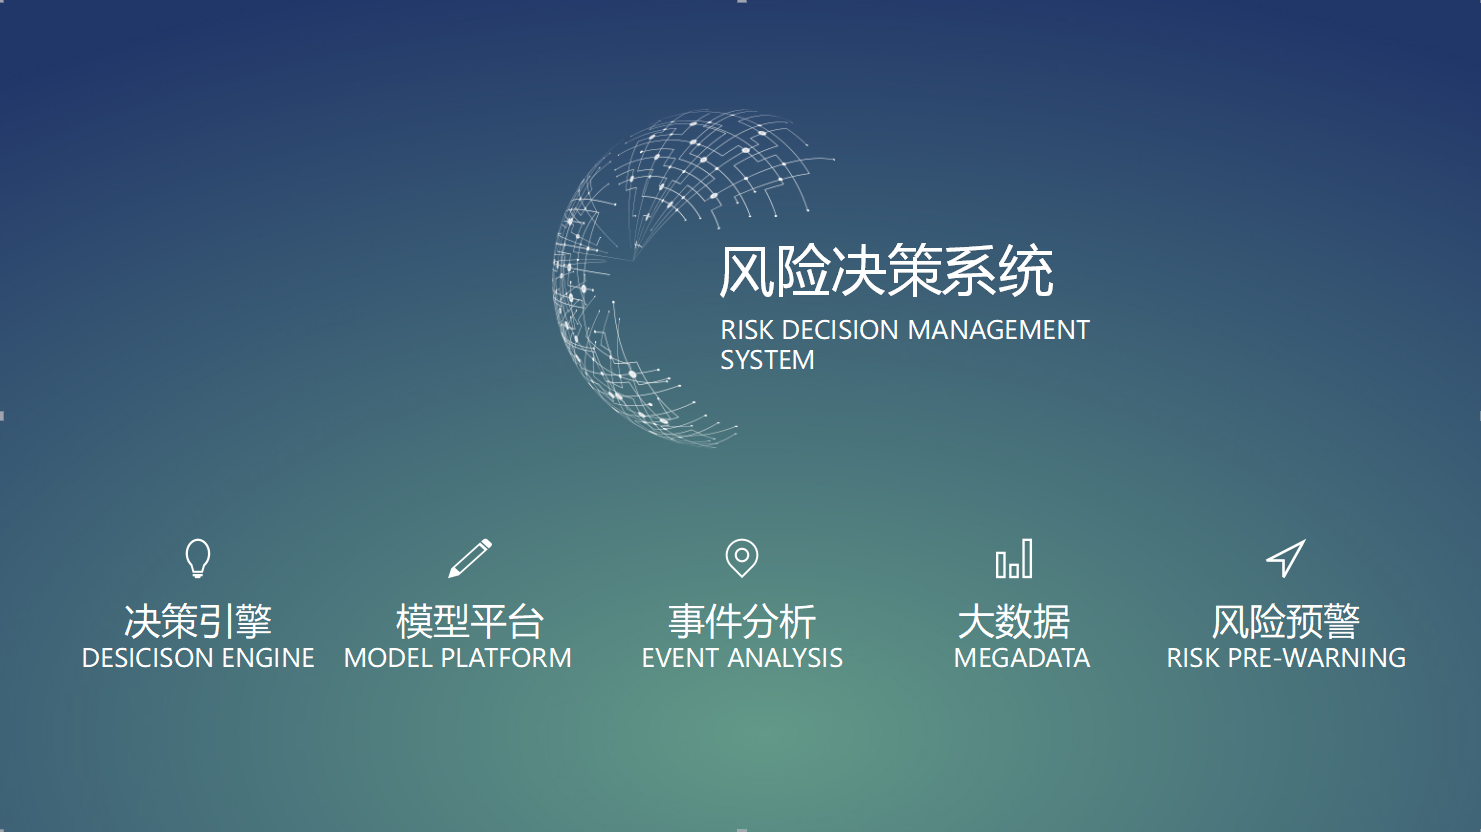 风险决策系统
RISK DECISION MANAGEMENT
SYSTEM
决策引擎
DESICISON ENGINE
模型平台
MODEL PLATFORM
事件分析
EVENT ANALYSIS
大数据
MEGADATA
风险预警
RISK PRE-WARNING